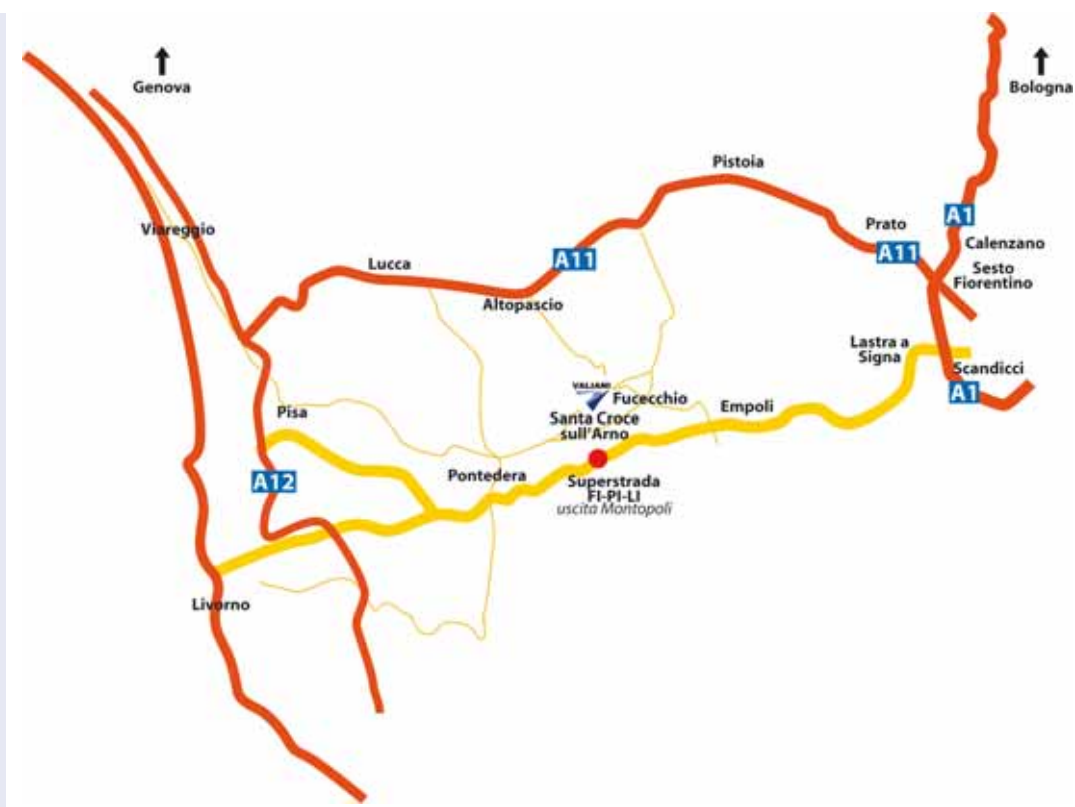 Genova
Bologna
Pistoia
A1
Prato
Viareggio
A11
A11
Calenzano
Lucca
Sesto
Fiorentino
Altopascio
Lastra a
Signa
Scandicci
VALIANI
A1
Fucecchio
Pisa
Empoli
Santa Croce
sull'Arno
Pontedera
A12
Superstrada
FI-PI-LI
uscita Montopoli
Livorno